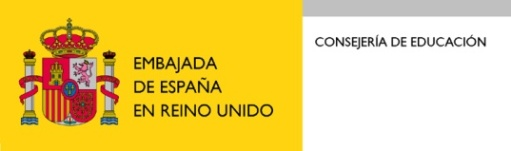 EMBAJADA
DE ESPAÑA
EN REINO UNIDO
CONSEJERÍA DE EDUCACIÓN